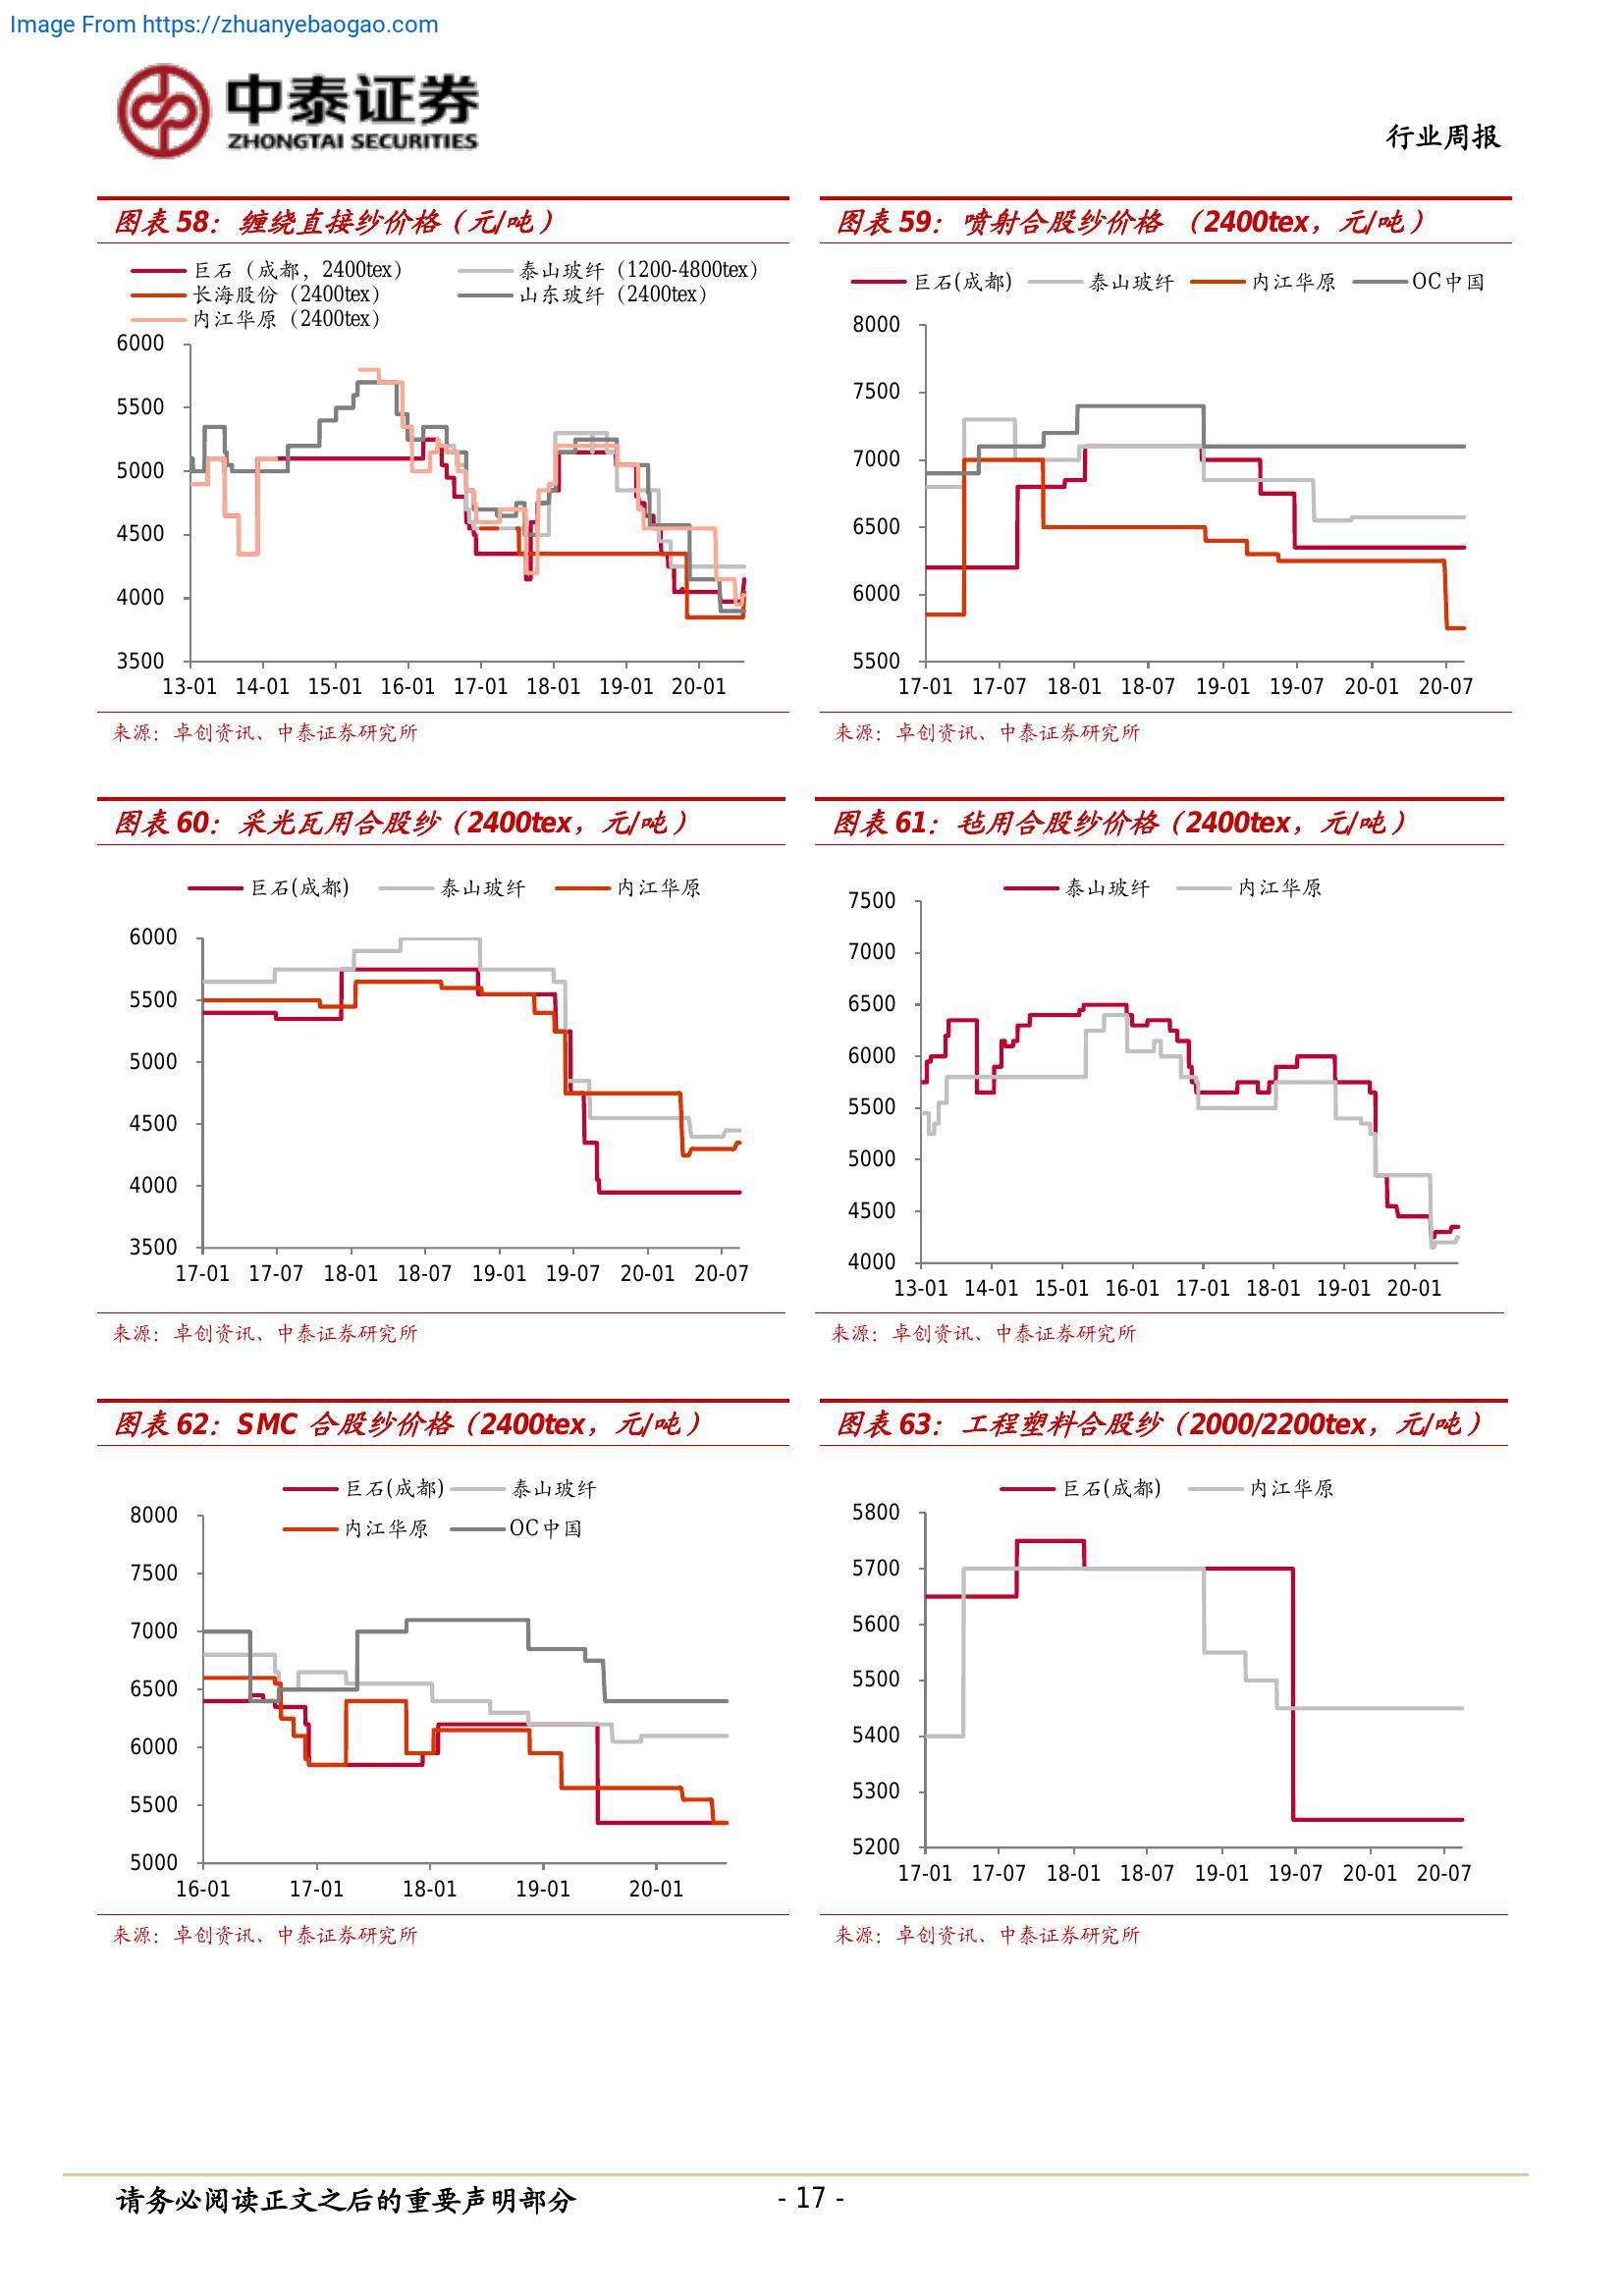 Image From https://zhuanyebaogao.com
中泰证券
ZHONGTAI SECURITIES
行业周报
图表 58：缠绕直接纱价格（元/吨）
巨石（成都，2400tex）
泰山玻纤（1200-4800tex）
长海股份（2400tex）
山东玻纤（2400tex）
内江华原（2400tex）
6000
5500
5000
4500
4000
3500
13-01 14-01 15-01 16-01 17-01 18-01 19-01 20-01
来源：卓创资讯、中泰证券研究所
图表 59：喷射合股纱价格 （2400tex，元/吨）
巨石(成都) 泰山玻纤 内江华原 OC中国
8000
7500
7000
6500
6000
5500
17-01 17-07 18-01 18-07 19-01 19-07 20-01 20-07
来源：卓创资讯、中泰证券研究所
图表 60：采光瓦用合股纱（2400tex，元/吨）
巨石(成都) 泰山玻纤 内江华原
6000
5500
5000
4500
4000
3500
17-01 17-07 18-01 18-07 19-01 19-07 20-01 20-07
来源：卓创资讯、中泰证券研究所
图表 61：毡用合股纱价格（2400tex，元/吨）
泰山玻纤 内江华原
7500
7000
6500
6000
5500
5000
4500
4000
13-01 14-01 15-01 16-01 17-01 18-01 19-01 20-01
来源：卓创资讯、中泰证券研究所
图表 62：SMC 合股纱价格（2400tex，元/吨）
巨石(成都) 泰山玻纤
内江华原 OC中国
8000
7500
7000
6500
6000
5500
5000
16-01 17-01 18-01 19-01 20-01
来源：卓创资讯、中泰证券研究所
图表 63：工程塑料合股纱（2000/2200tex，元/吨）
巨石(成都) 内江华原
5800
5700
5600
5500
5400
5300
5200
17-01 17-07 18-01 18-07 19-01 19-07 20-01 20-07
来源：卓创资讯、中泰证券研究所
请务必阅读正文之后的重要声明部分
- 17 -